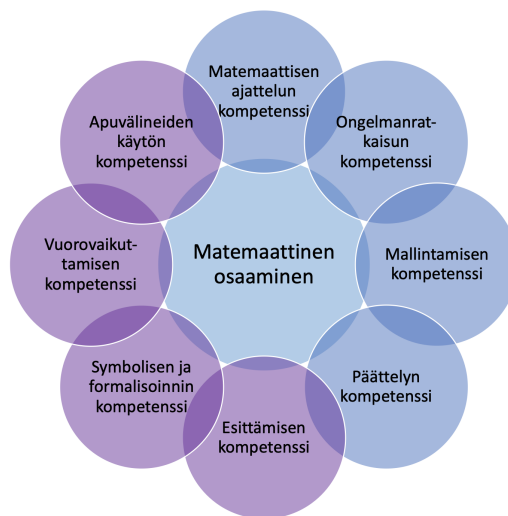 Matemaattisen
ajattelun
kompetenssi
Ongelmanrat-
kaisun
kompetenssi
Mallintamisen
kompetenssi
Päättelyn
kompetenssi
Esittämisen
kompetenssi
Symbolisen ja
formalisoinnin
kompetenssi
Vuorovaikut-
tamisen
kompetenssi
Apuvälineiden
käytön
kompetenssi
Matemaattinen
osaaminen